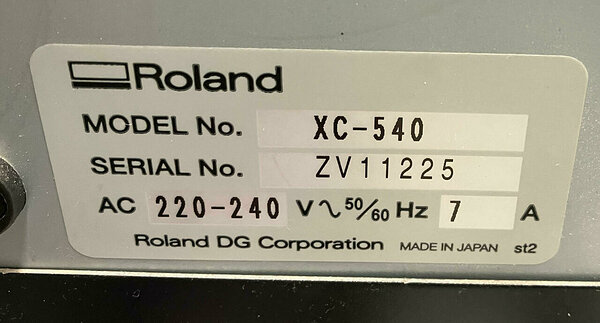 Roland
MODEL No. XC-540
SERIAL No. ZV11225
AC 220-240 V∿ 50/60 Hz 7 A
Roland DG Corporation MADE IN JAPAN st2